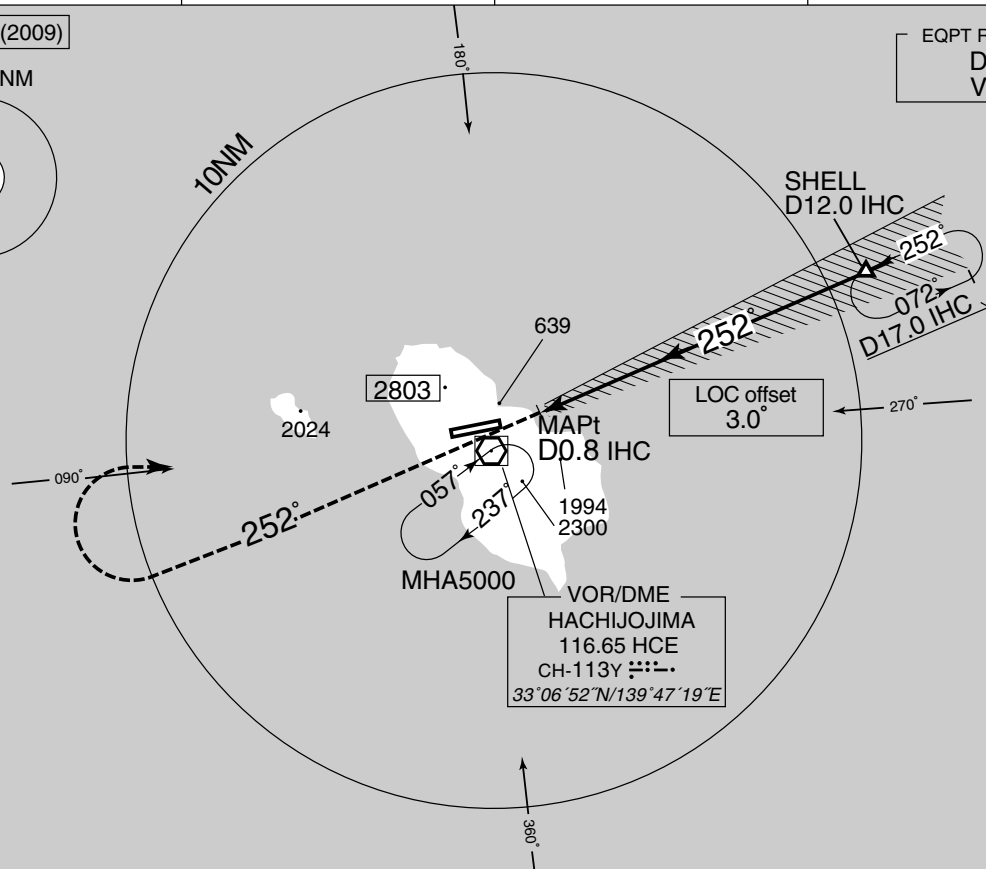 (2009)
NM
EQPT
180°
10NM
SHELL
D12.0 IHC
252°
072°
D17.0 IHC
252°
639
2803
2024
LOC offset
3.0°
270°
MAPt
D0.8 IHC
090°
057°
237°
252°
1994
2300
MHA5000
VOR/DME
HACHIJOJIMA
116.65 HCE
CH-113Y
33°06´52˝N/139°47´19˝E
360°